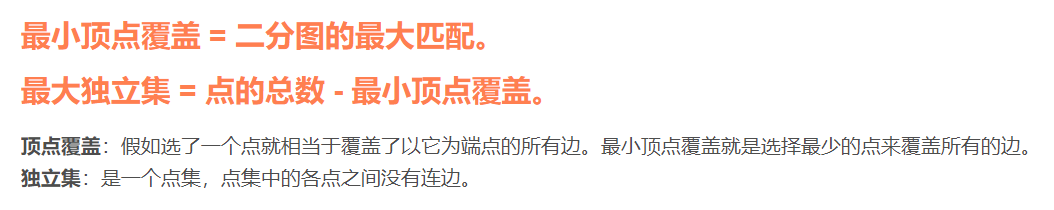 最小顶点覆盖 = 二分图的最大匹配。
最大独立集 = 点的总数 - 最小顶点覆盖。
顶点覆盖：假如选了一个点就相当于覆盖了以它为端点的所有边。最小顶点覆盖就是选择最少的点来覆盖所有的边。
独立集：是一个点集，点集中的各点之间没有连边。